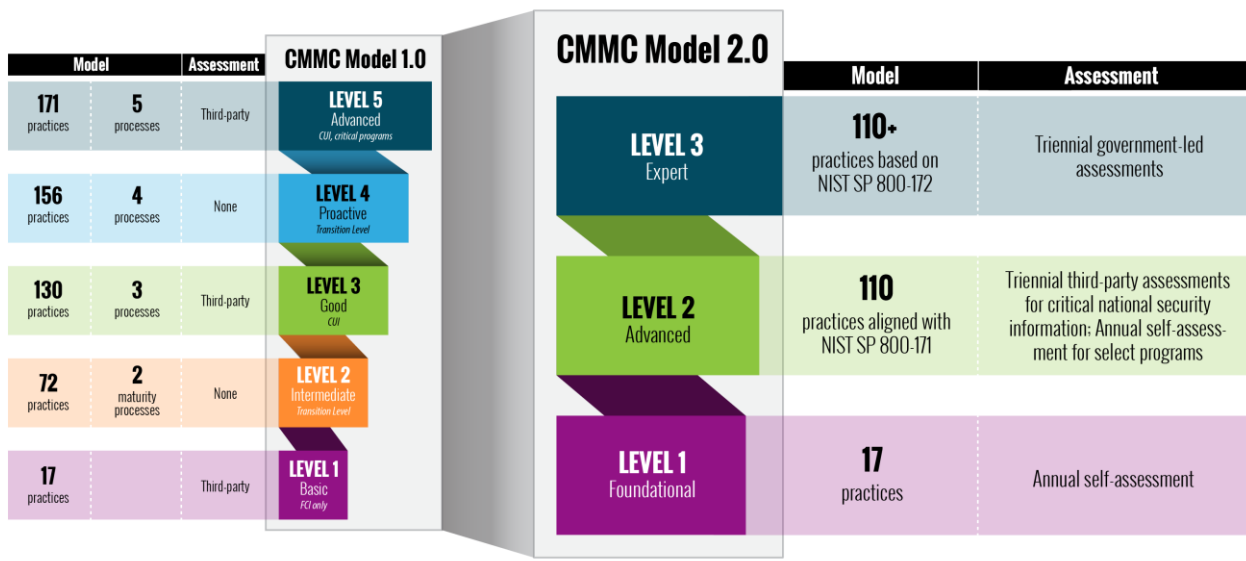 CMMC Model 1.0
Model
Assessment
171
practices
5
processes
Third-party
LEVEL 5
Advanced
CUI, critical programs
156
practices
4
processes
None
LEVEL 4
Proactive
Transition Level
130
practices
3
processes
Third-party
LEVEL 3
Good
CUI
72
practices
2
maturity
processes
None
LEVEL 2
Intermediate
Transition Level
17
practices
Third-party
LEVEL 1
Basic
FCI only
CMMC Model 2.0
Model
Assessment
LEVEL 3
Expert
110+
practices based on
NIST SP 800-172
Triennial government-led
assessments
LEVEL 2
Advanced
110
practices aligned with
NIST SP 800-171
Triennial third-party assessments
for critical national security
information; Annual self-assess-
ment for select programs
LEVEL 1
Foundational
17
practices
Annual self-assessment